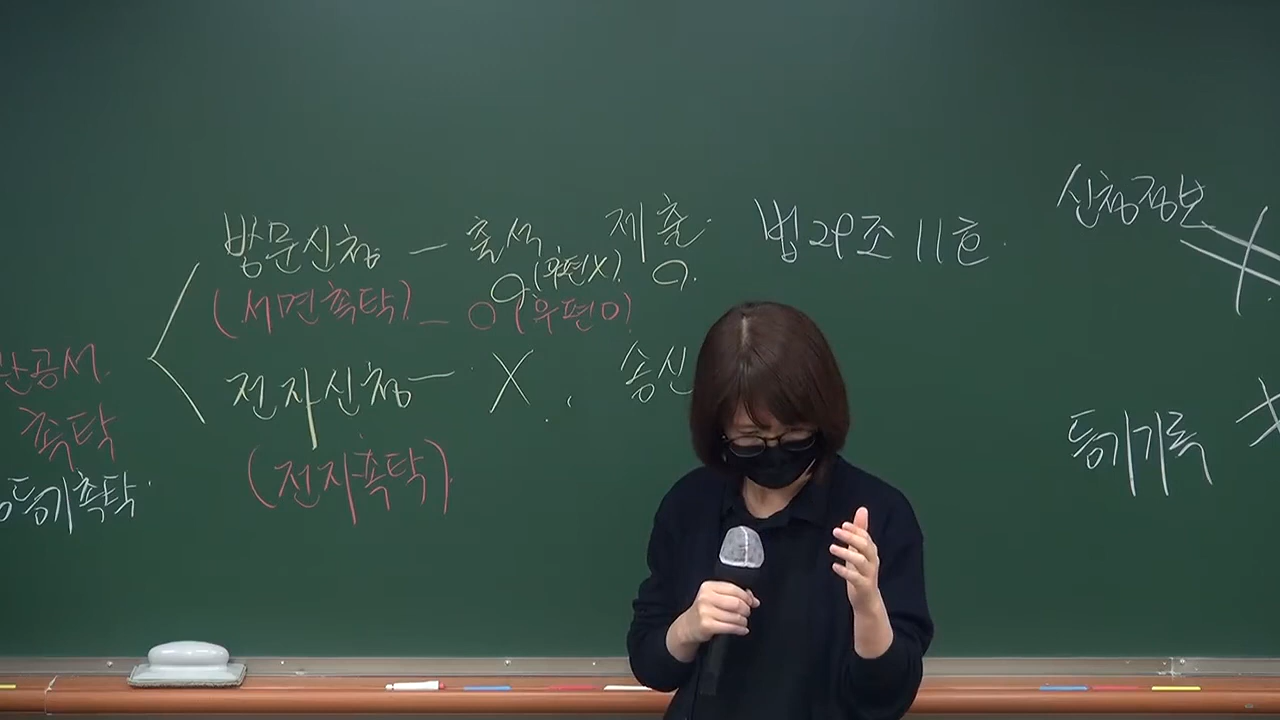 방문신청 - 출석 제출. 법29조 11호.
(우편X).
(서면촉탁) - O (우편O)
관공서
전자신청 - X. 송신
촉탁
(전자촉탁)
등기촉탁
신청정보
등기기록